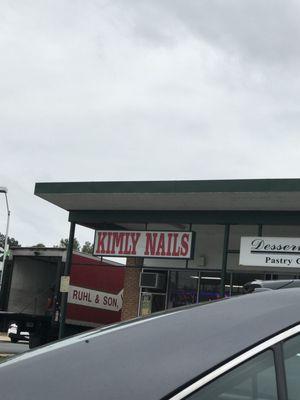 KIMLY NAILS
Desser
Pastry C
RUHL & SON,